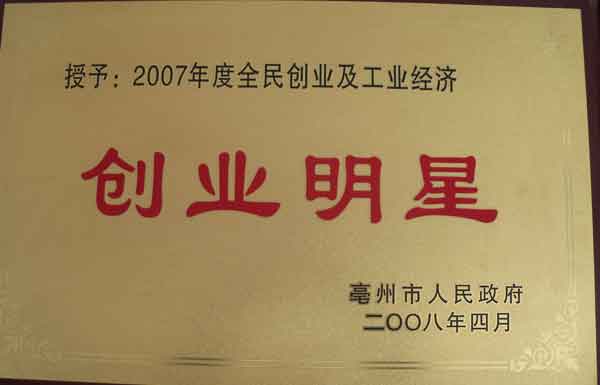 授予：2007年度全民创业及工业经济
创业明星
亳州市人民政府
二OO八年四月